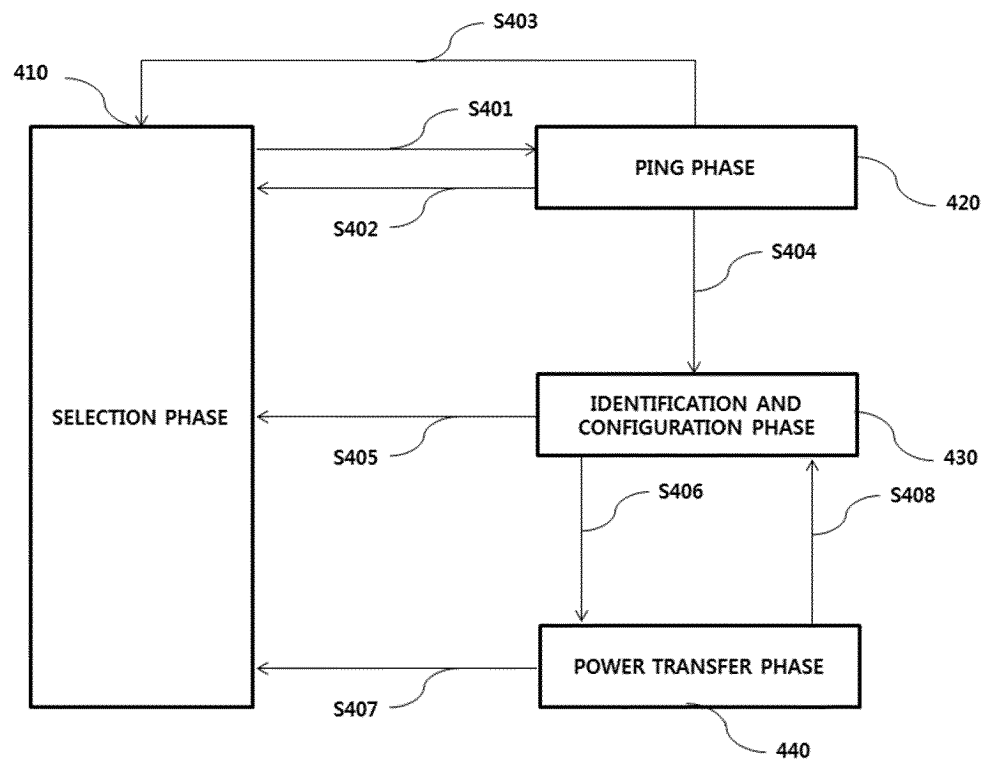 S403
410
S401
PING PHASE
420
S402
S404
IDENTIFICATION AND
CONFIGURATION PHASE
SELECTION PHASE
S405
430
S406
S408
POWER TRANSFER PHASE
S407
440